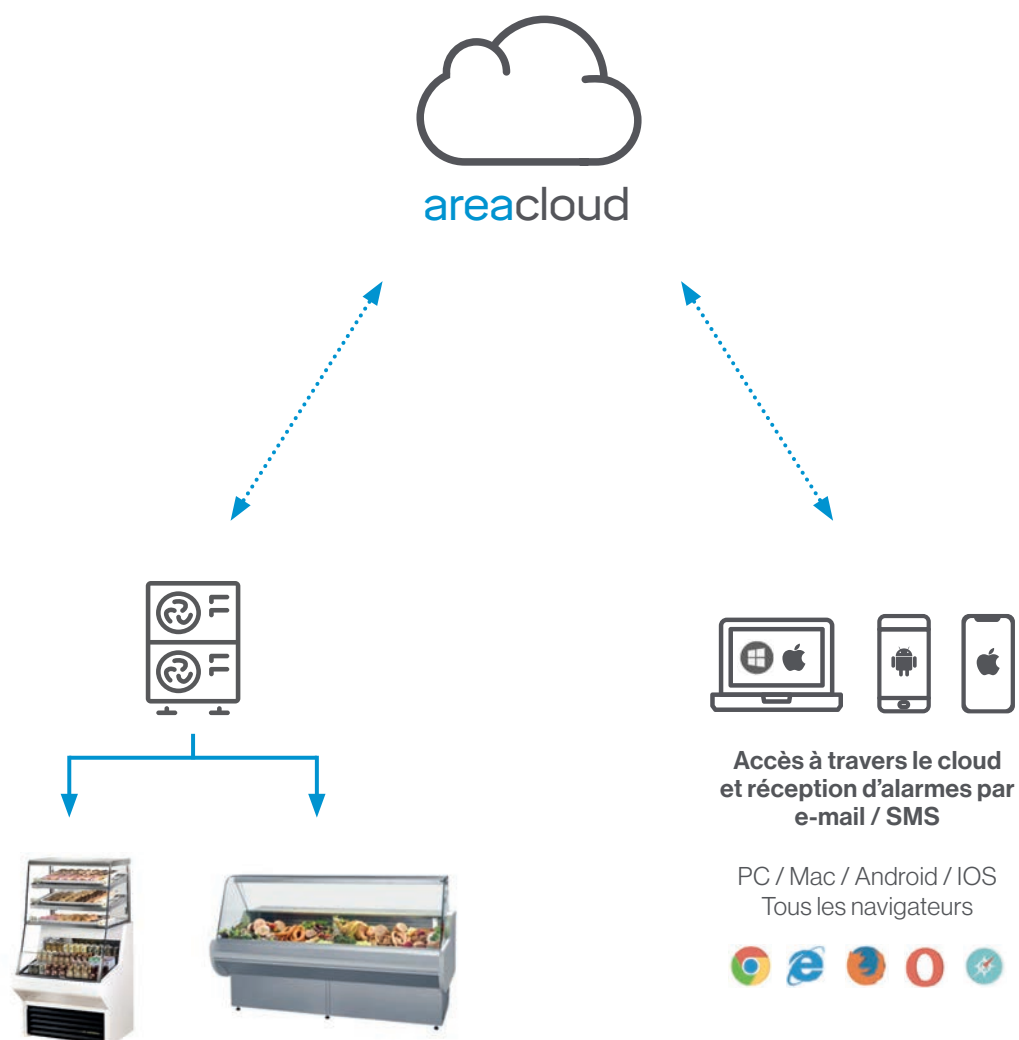 areacloud
Accès à travers le cloud
et réception d'alarmes par
e-mail / SMS
PC / Mac / Android / IOS
Tous les navigateurs